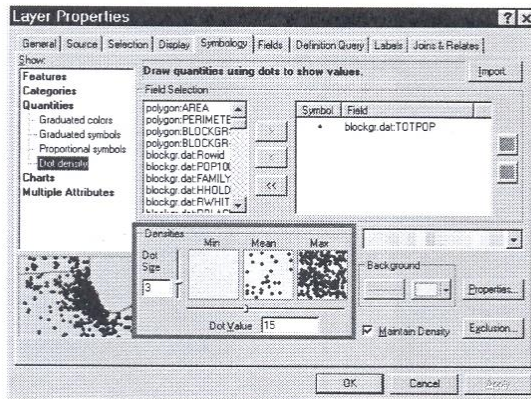 Layer Properties
General Source Selection Display Symbology Fields Definition Query Labels Joins & Relates
Show:
Features
Categories
Quantities
Graduated colors
Graduated symbols
Proportional symbols
Dot density
Charts
Multiple Attributes
Draw quantities using dots to show values.
Import
Field Selection
polygon:AREA
polygon:PERIMETE
polygon:BLOCKGR
polygon:BLOCKGR
blockgr.dat:Rowid
blockgr.dat:POP100
blockgr.dat:FAMILY
blockgr.dat:HHOLD
blockgr.dat:RWHIT
>
<
<<
Symbol Field
blockgr.dat:TOTPOP
Densities
Dot Size
3
Min Mean Max
Dot Value 15
Background
Properties...
Maintain Density
Exclusion...
OK Cancel Apply